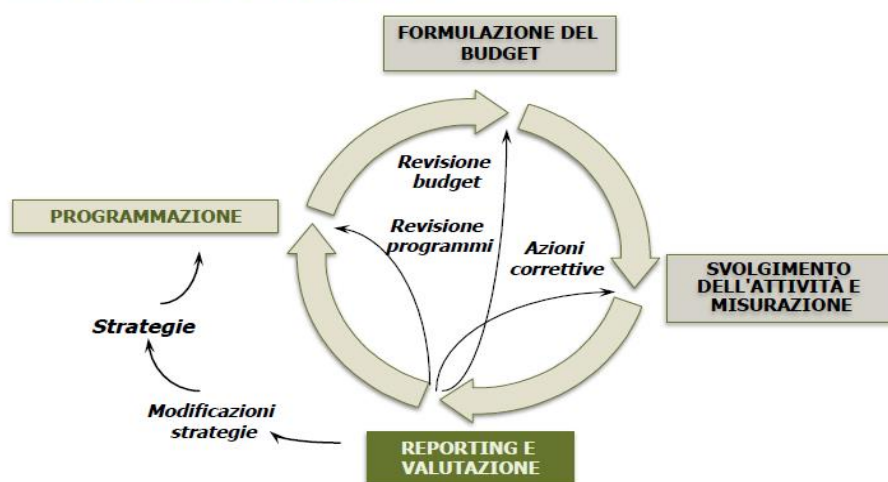 FORMULAZIONE DEL
BUDGET
Revisione
budget
PROGRAMMAZIONE
Revisione
programmi
Azioni
correttive
SVOLGIMENTO
DELL'ATTIVITÀ E
MISURAZIONE
Strategie
Modificazioni
strategie
REPORTING E
VALUTAZIONE